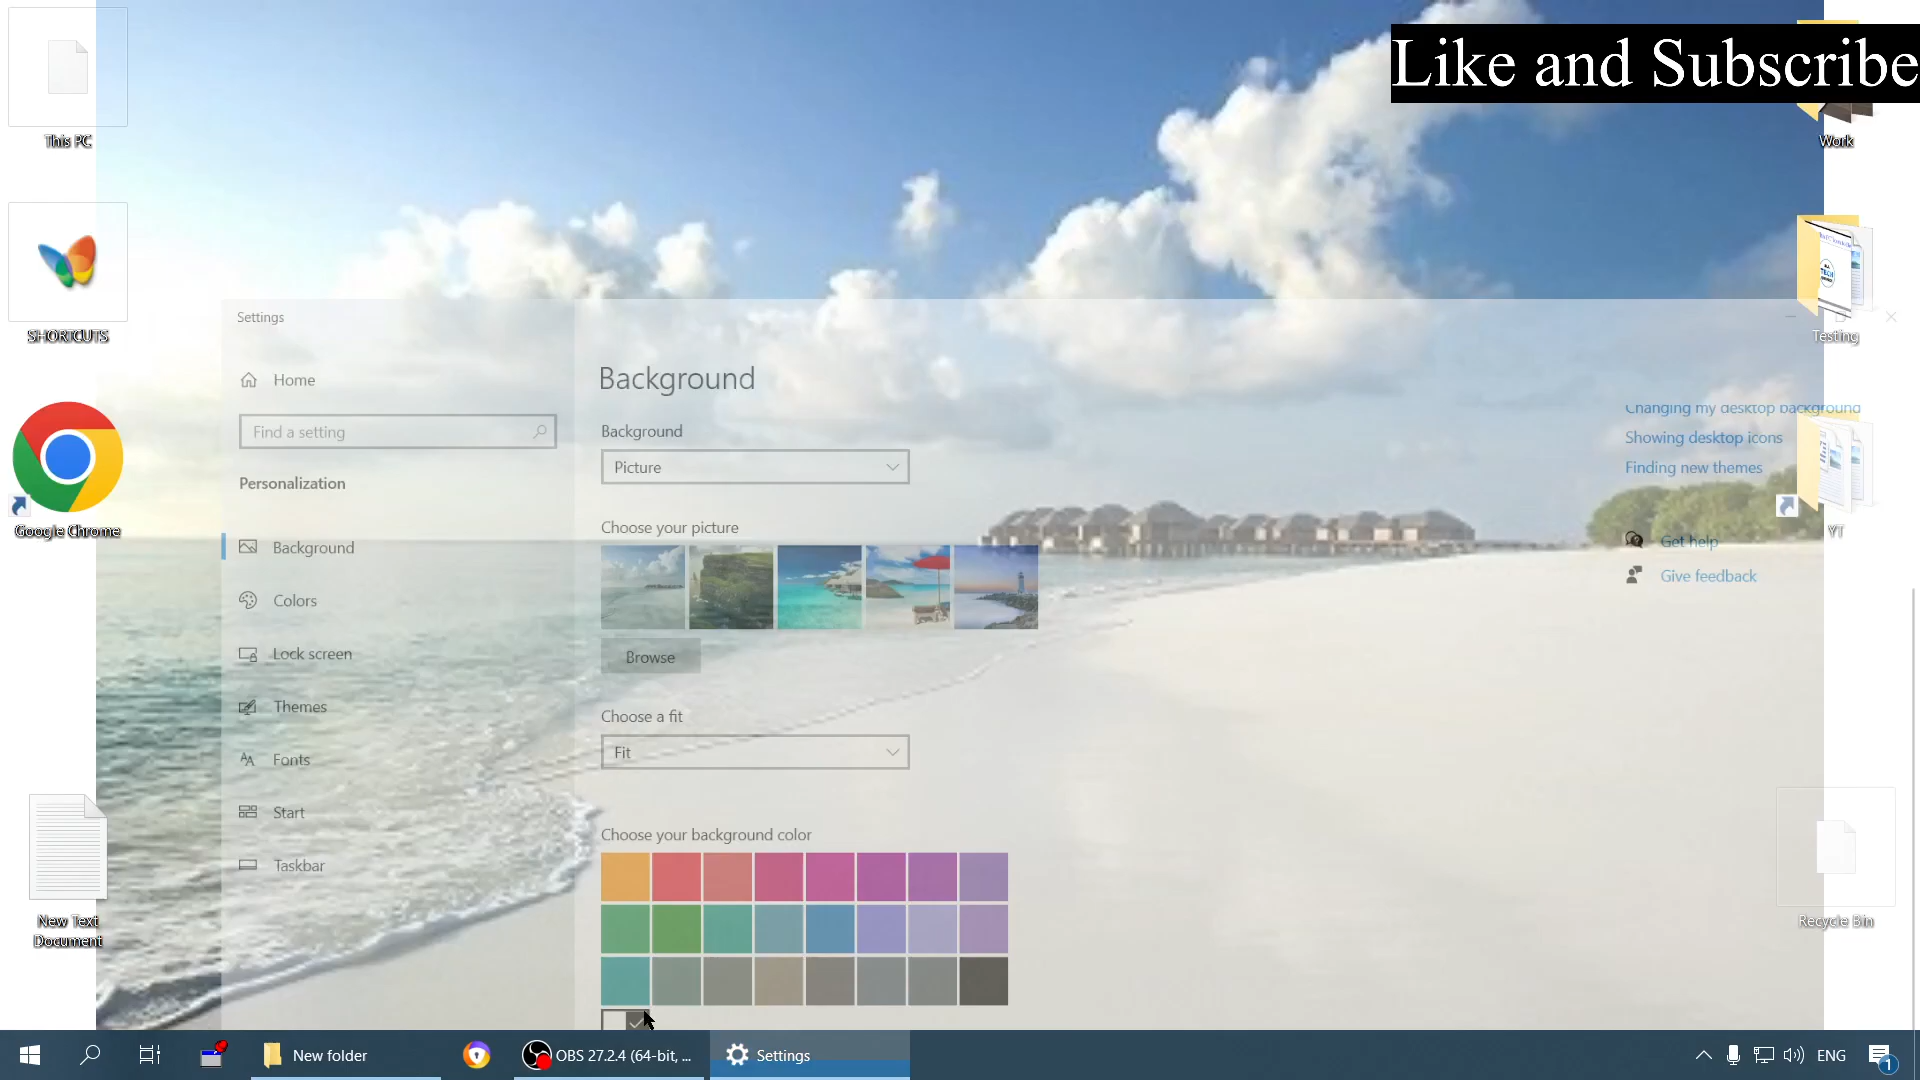 Like and Subscribe
This PC
Work
Settings
SHORTCUTS
Testing
Home
Background
Changing my desktop background
Find a setting
Background
Showing desktop icons
Picture
Finding new themes
Personalization
Google Chrome
Choose your picture
YT
Background
Get help
Colors
Give feedback
Lock screen
Browse
Themes
Choose a fit
Fonts
Fit
Start
Choose your background color
Taskbar
New Text
Document
Recycle Bin
New folder
OBS 27.2.4 (64-bit, ...
Settings
ENG
1